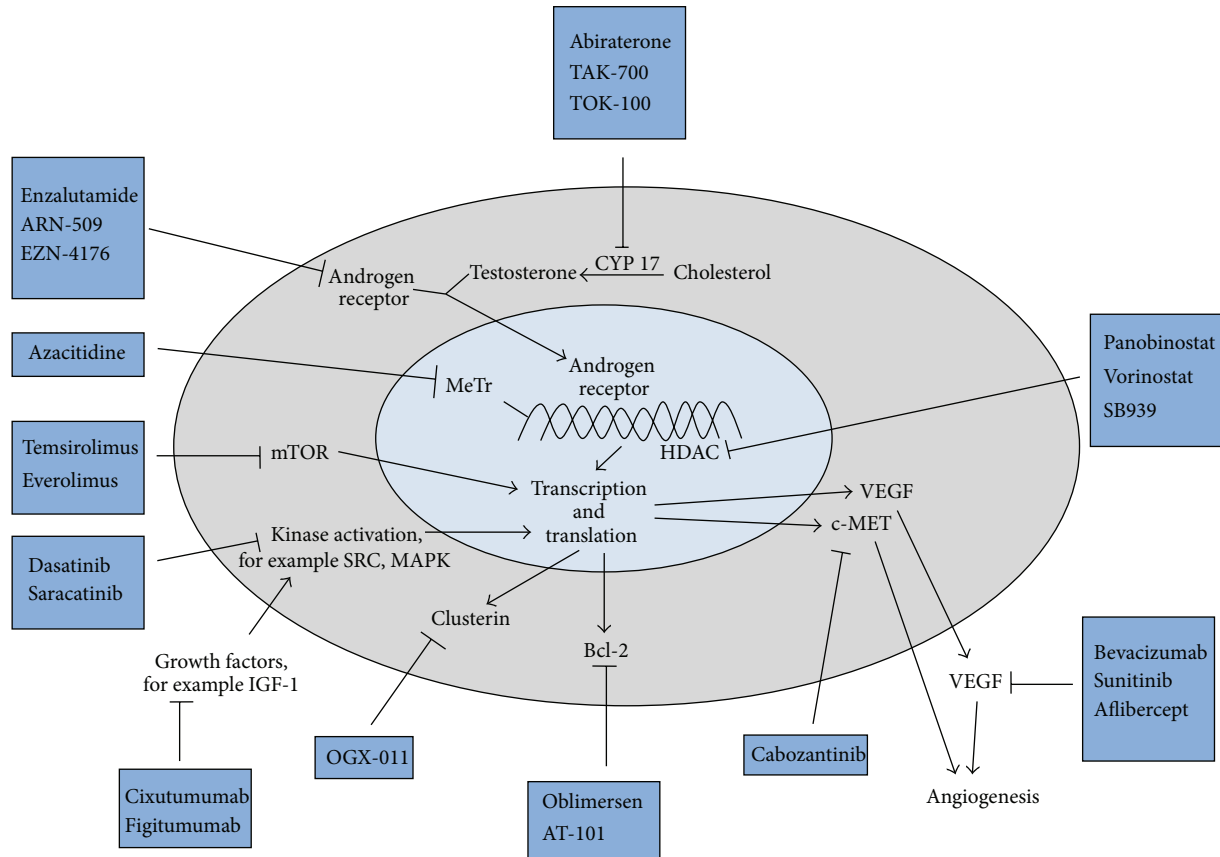 Abiraterone
TAK-700
TOK-100
Enzalutamide
ARN-509
EZN-4176
CYP 17
Testosterone
Cholesterol
Androgen
receptor
Azacitidine
MeTr
Androgen
receptor
HDAC
Panobinostat
Vorinostat
SB939
Temsirolimus
Everolimus
mTOR
Transcription
and
translation
VEGF
c-MET
Dasatinib
Saracatinib
Kinase activation,
for example SRC, MAPK
Clusterin
Bcl-2
Growth factors,
for example IGF-1
VEGF
Bevacizumab
Sunitinib
Aflibercept
OGX-011
Cabozantinib
Cixutumumab
Figitumumab
Oblimersen
AT-101
Angiogenesis